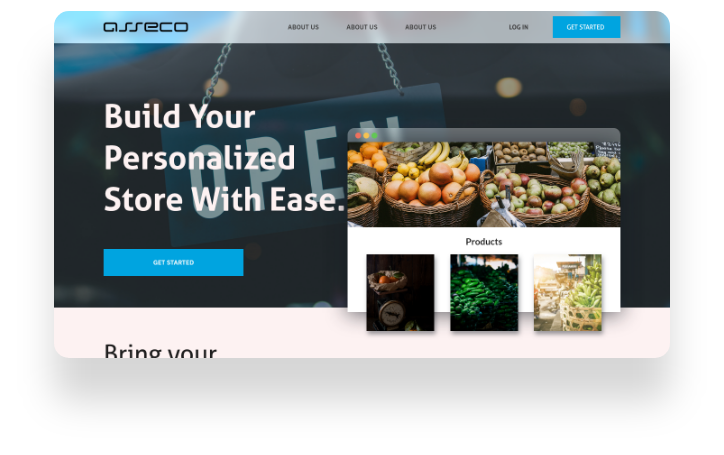 asseco
ABOUT US
ABOUT US
ABOUT US
LOG IN
GET STARTED
OPEN
Build Your
Personalized
Store With Ease.
GET STARTED
Products
Bring your